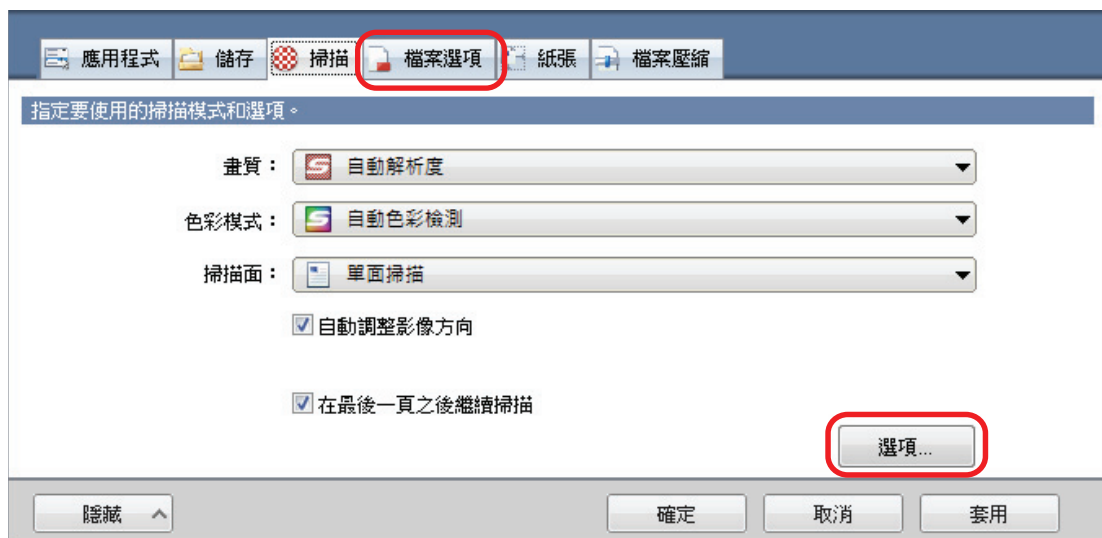 應用程式 儲存 掃描 檔案選項 紙張 檔案壓縮
指定要使用的掃描模式和選項。
畫質： 自動解析度
色彩模式： 自動色彩檢測
掃描面： 單面掃描
自動調整影像方向
在最後一頁之後繼續掃描
選項...
隱藏 確定 取消 套用